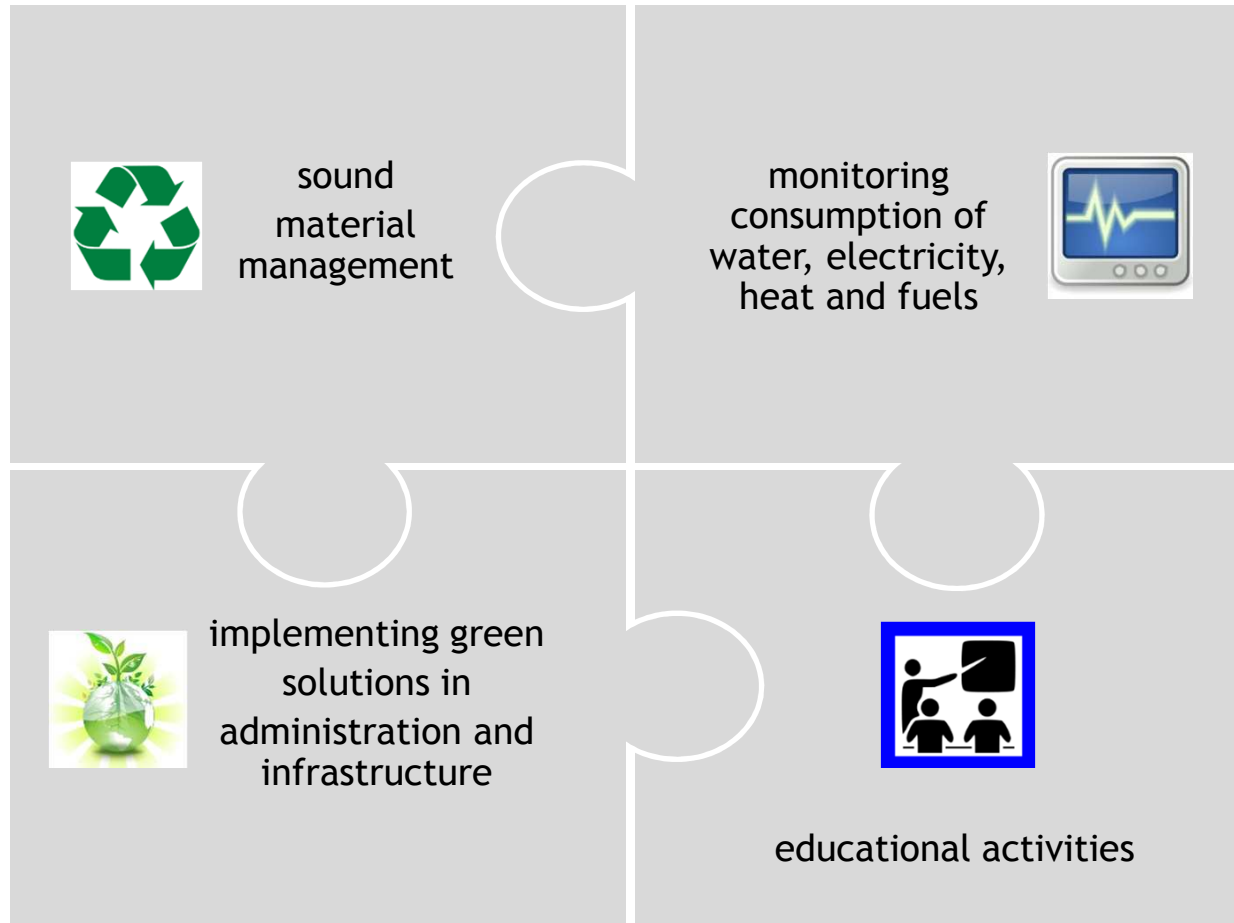 sound
material
management
monitoring
consumption of
water, electricity,
heat and fuels
implementing green
solutions in
administration and
infrastructure
educational activities